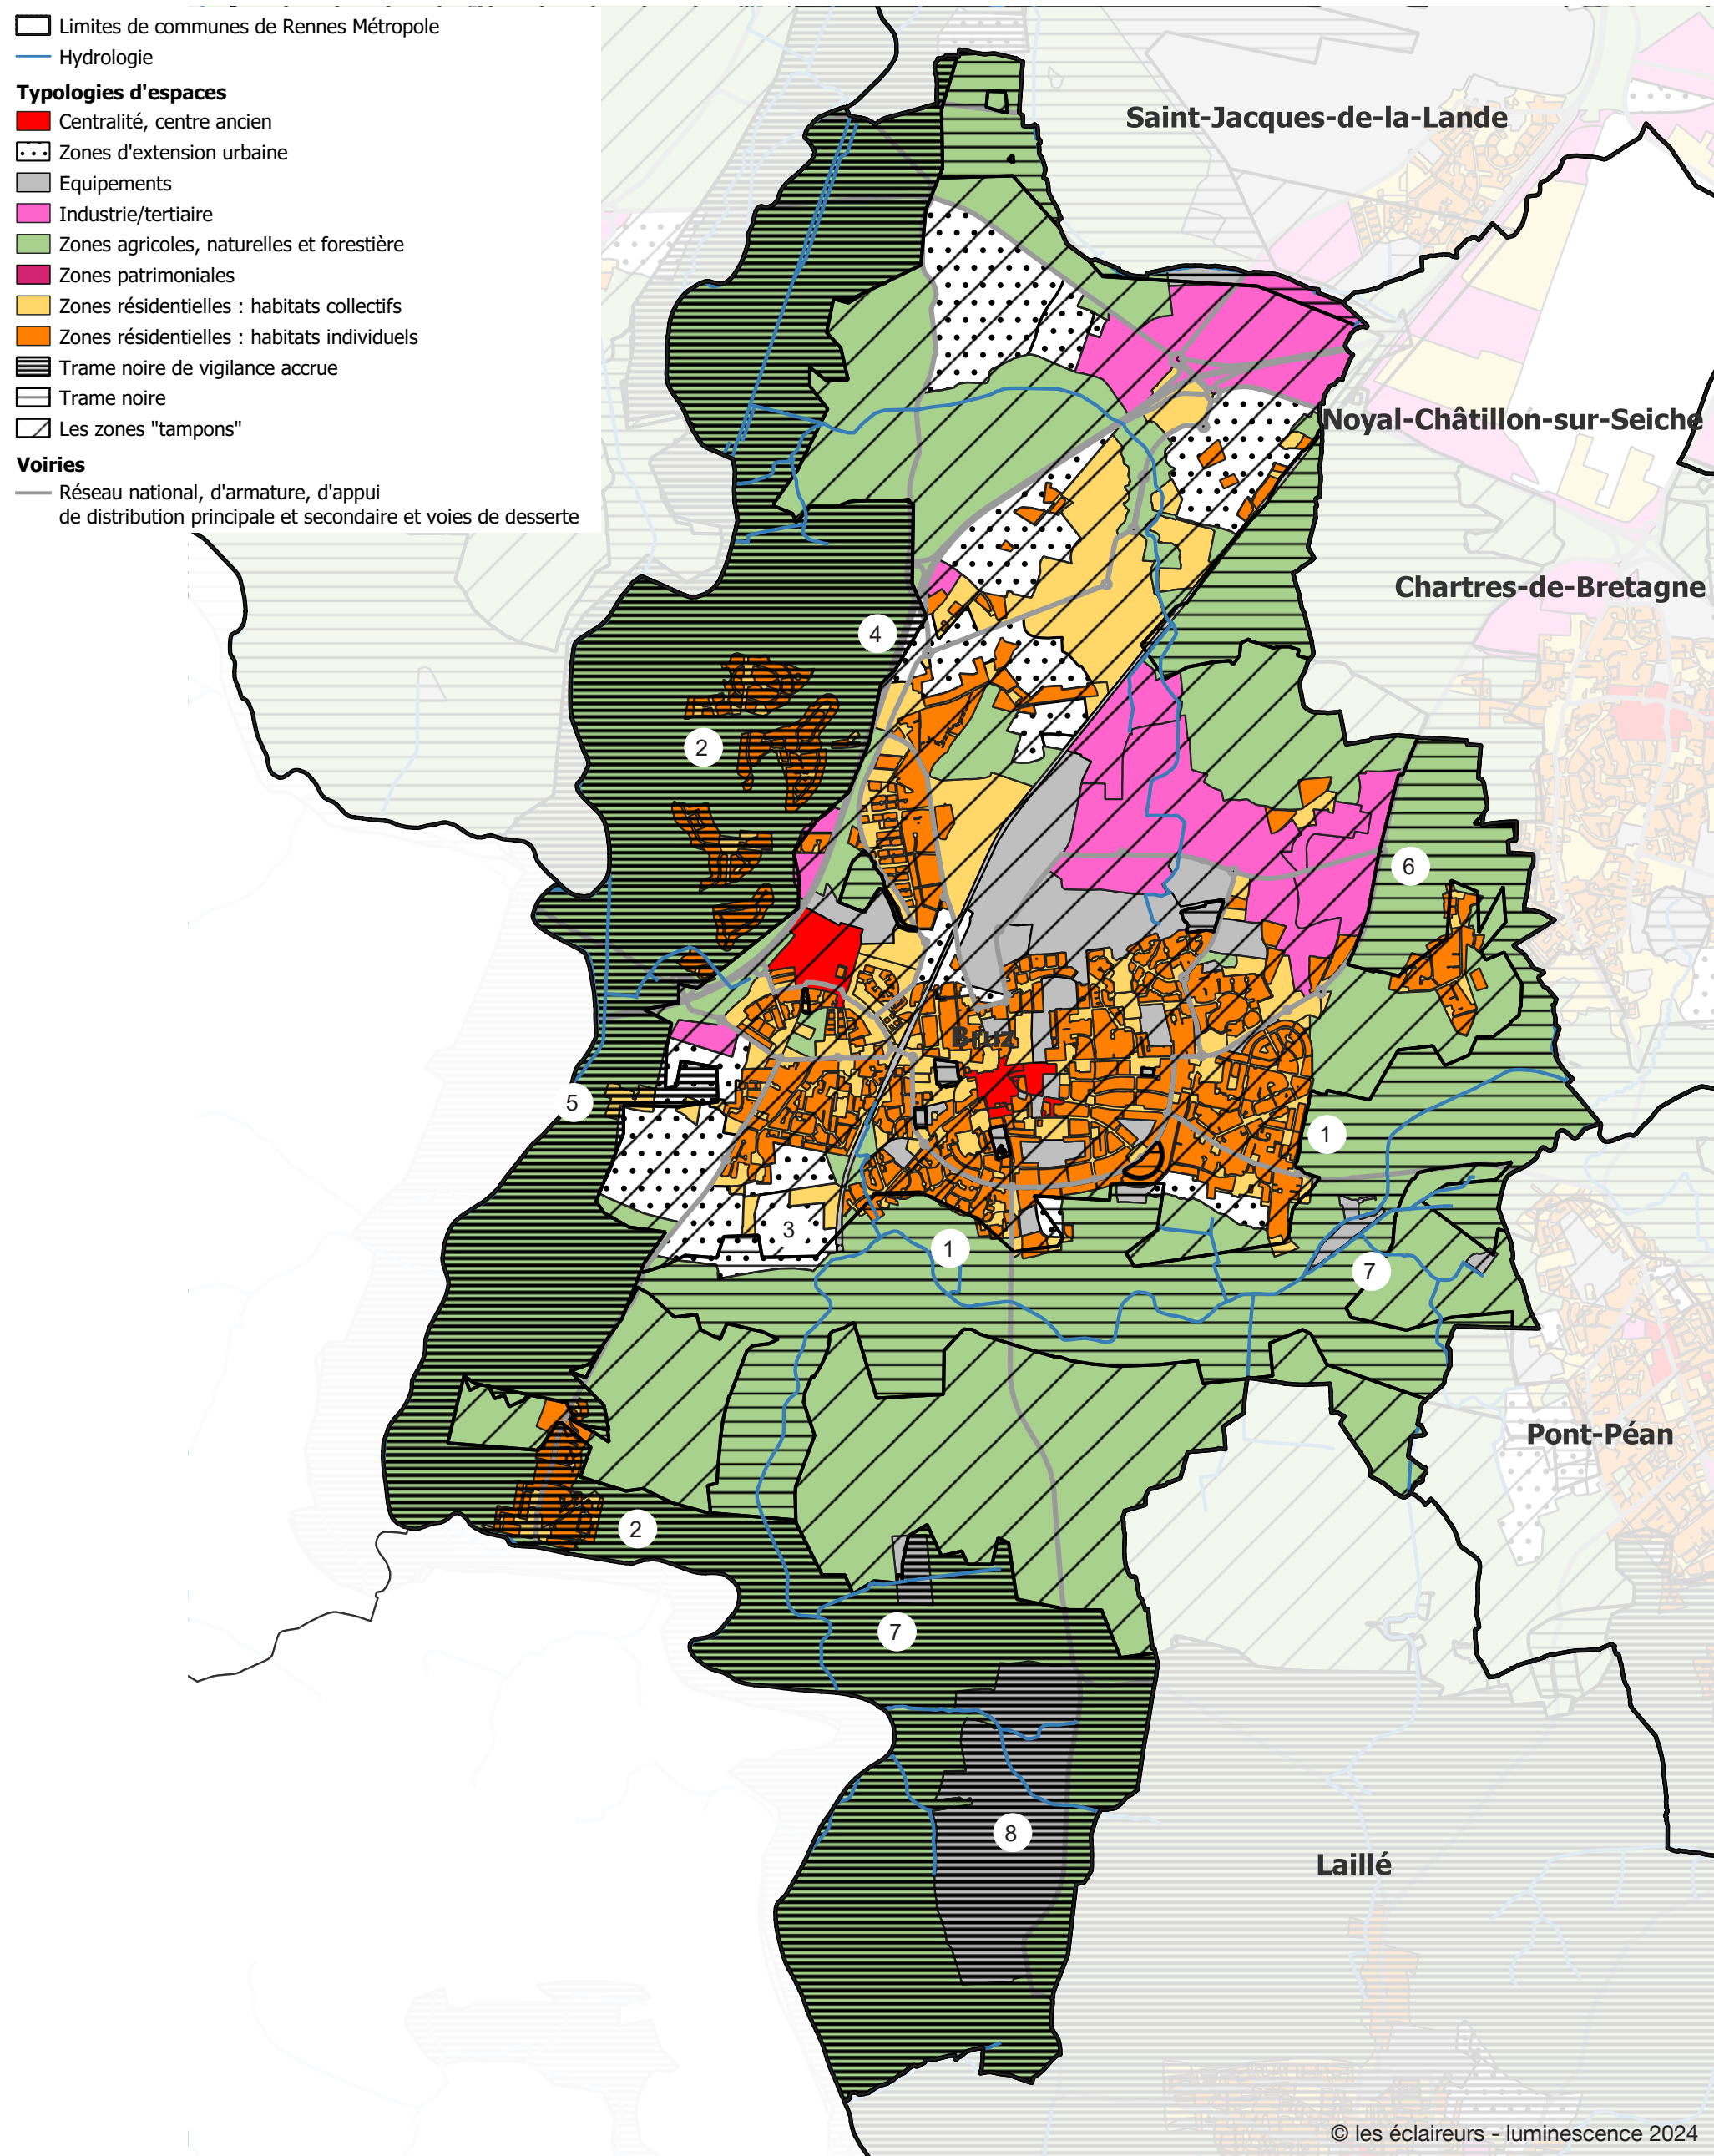 Limites de communes de Rennes Métropole
Hydrologie
Typologies d'espaces
Centralité, centre ancien
Zones d'extension urbaine
Equipements
Industrie/tertiaire
Zones agricoles, naturelles et forestière
Zones patrimoniales
Zones résidentielles : habitats collectifs
Zones résidentielles : habitats individuels
Trame noire de vigilance accrue
Trame noire
Les zones "tampons"
Voiries
Réseau national, d'armature, d'appui
de distribution principale et secondaire et voies de desserte
Saint-Jacques-de-la-Lande
Noyal-Châtillon-sur-Seiche
Chartres-de-Bretagne
4
2
6
Bruz
5
1
3
1
7
Pont-Péan
2
7
8
Laillé
© les éclaireurs - luminescence 2024